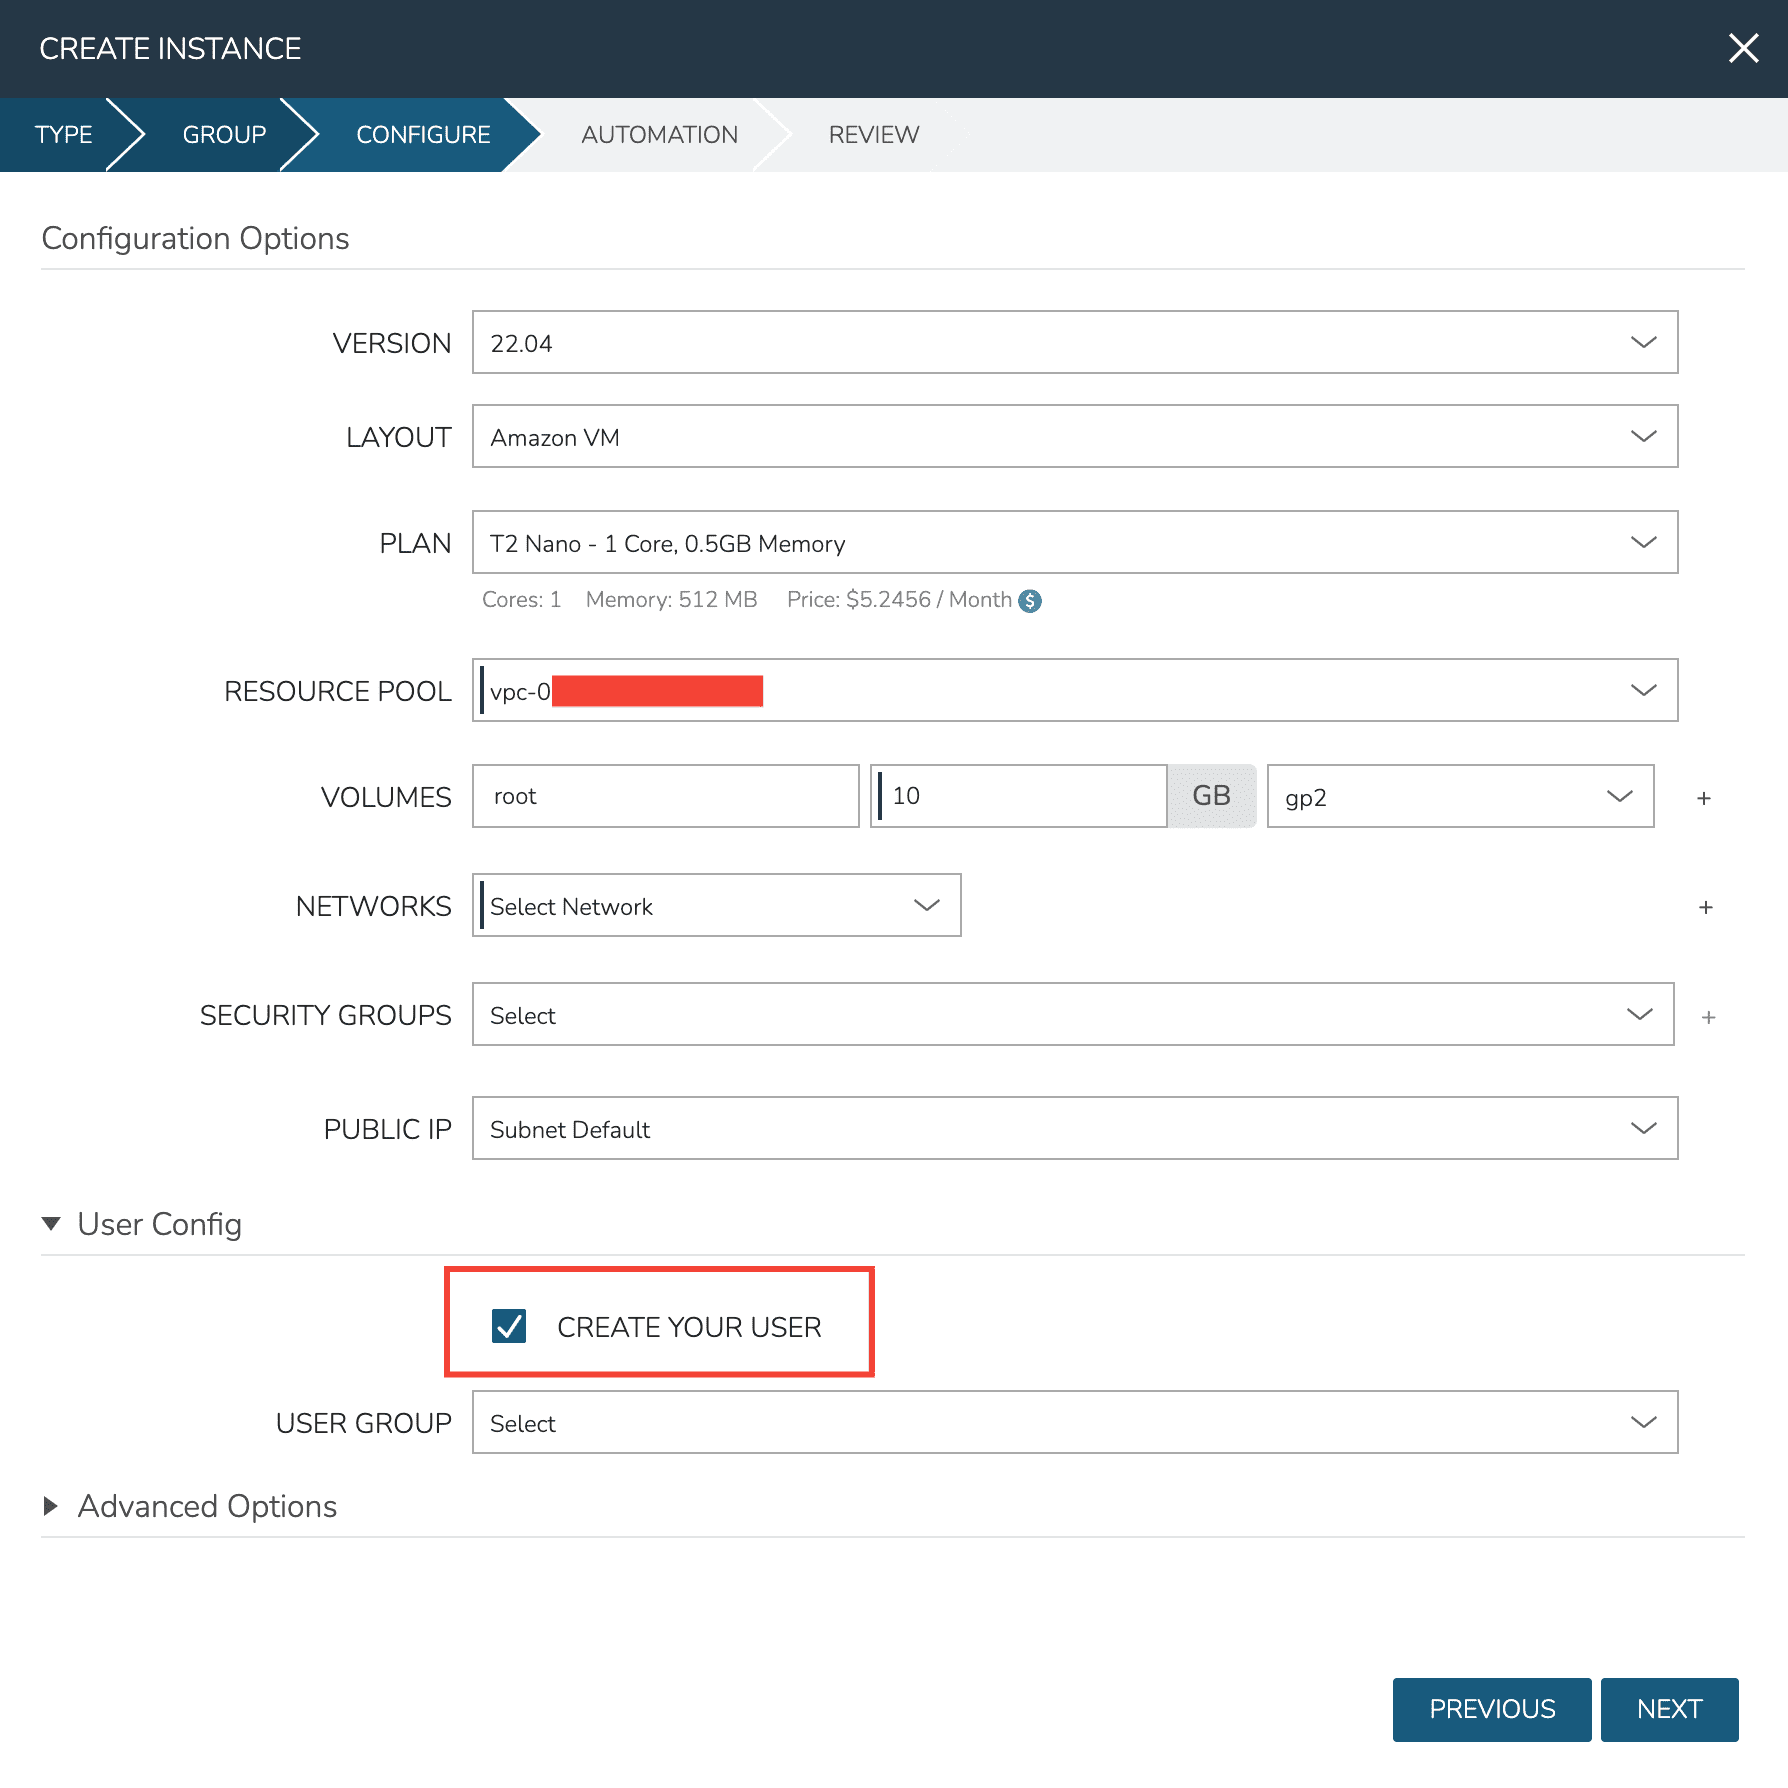 CREATE INSTANCE
TYPE GROUP CONFIGURE AUTOMATION REVIEW
Configuration Options
VERSION 22.04
LAYOUT Amazon VM
PLAN T2 Nano - 1 Core, 0.5GB Memory
Cores: 1 Memory: 512 MB Price: $5.2456 / Month $
RESOURCE POOL vpc-0
VOLUMES root 10 GB gp2 +
NETWORKS Select Network +
SECURITY GROUPS Select +
PUBLIC IP Subnet Default
User Config
CREATE YOUR USER
USER GROUP Select
Advanced Options
PREVIOUS NEXT